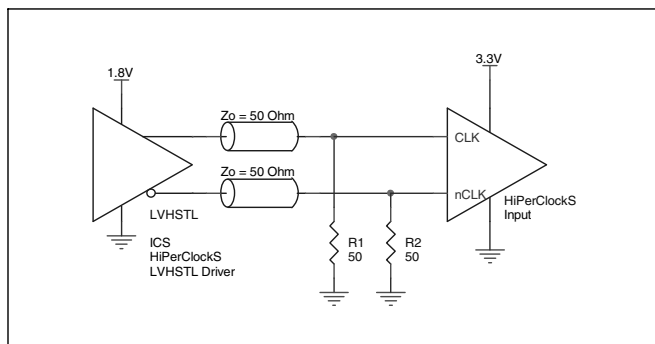 1.8V
3.3V
Zo = 50 Ohm
CLK
Zo = 50 Ohm
nCLK
HiPerClockS
Input
LVHSTL
ICS
HiPerClockS
LVHSTL Driver
R1
50
R2
50